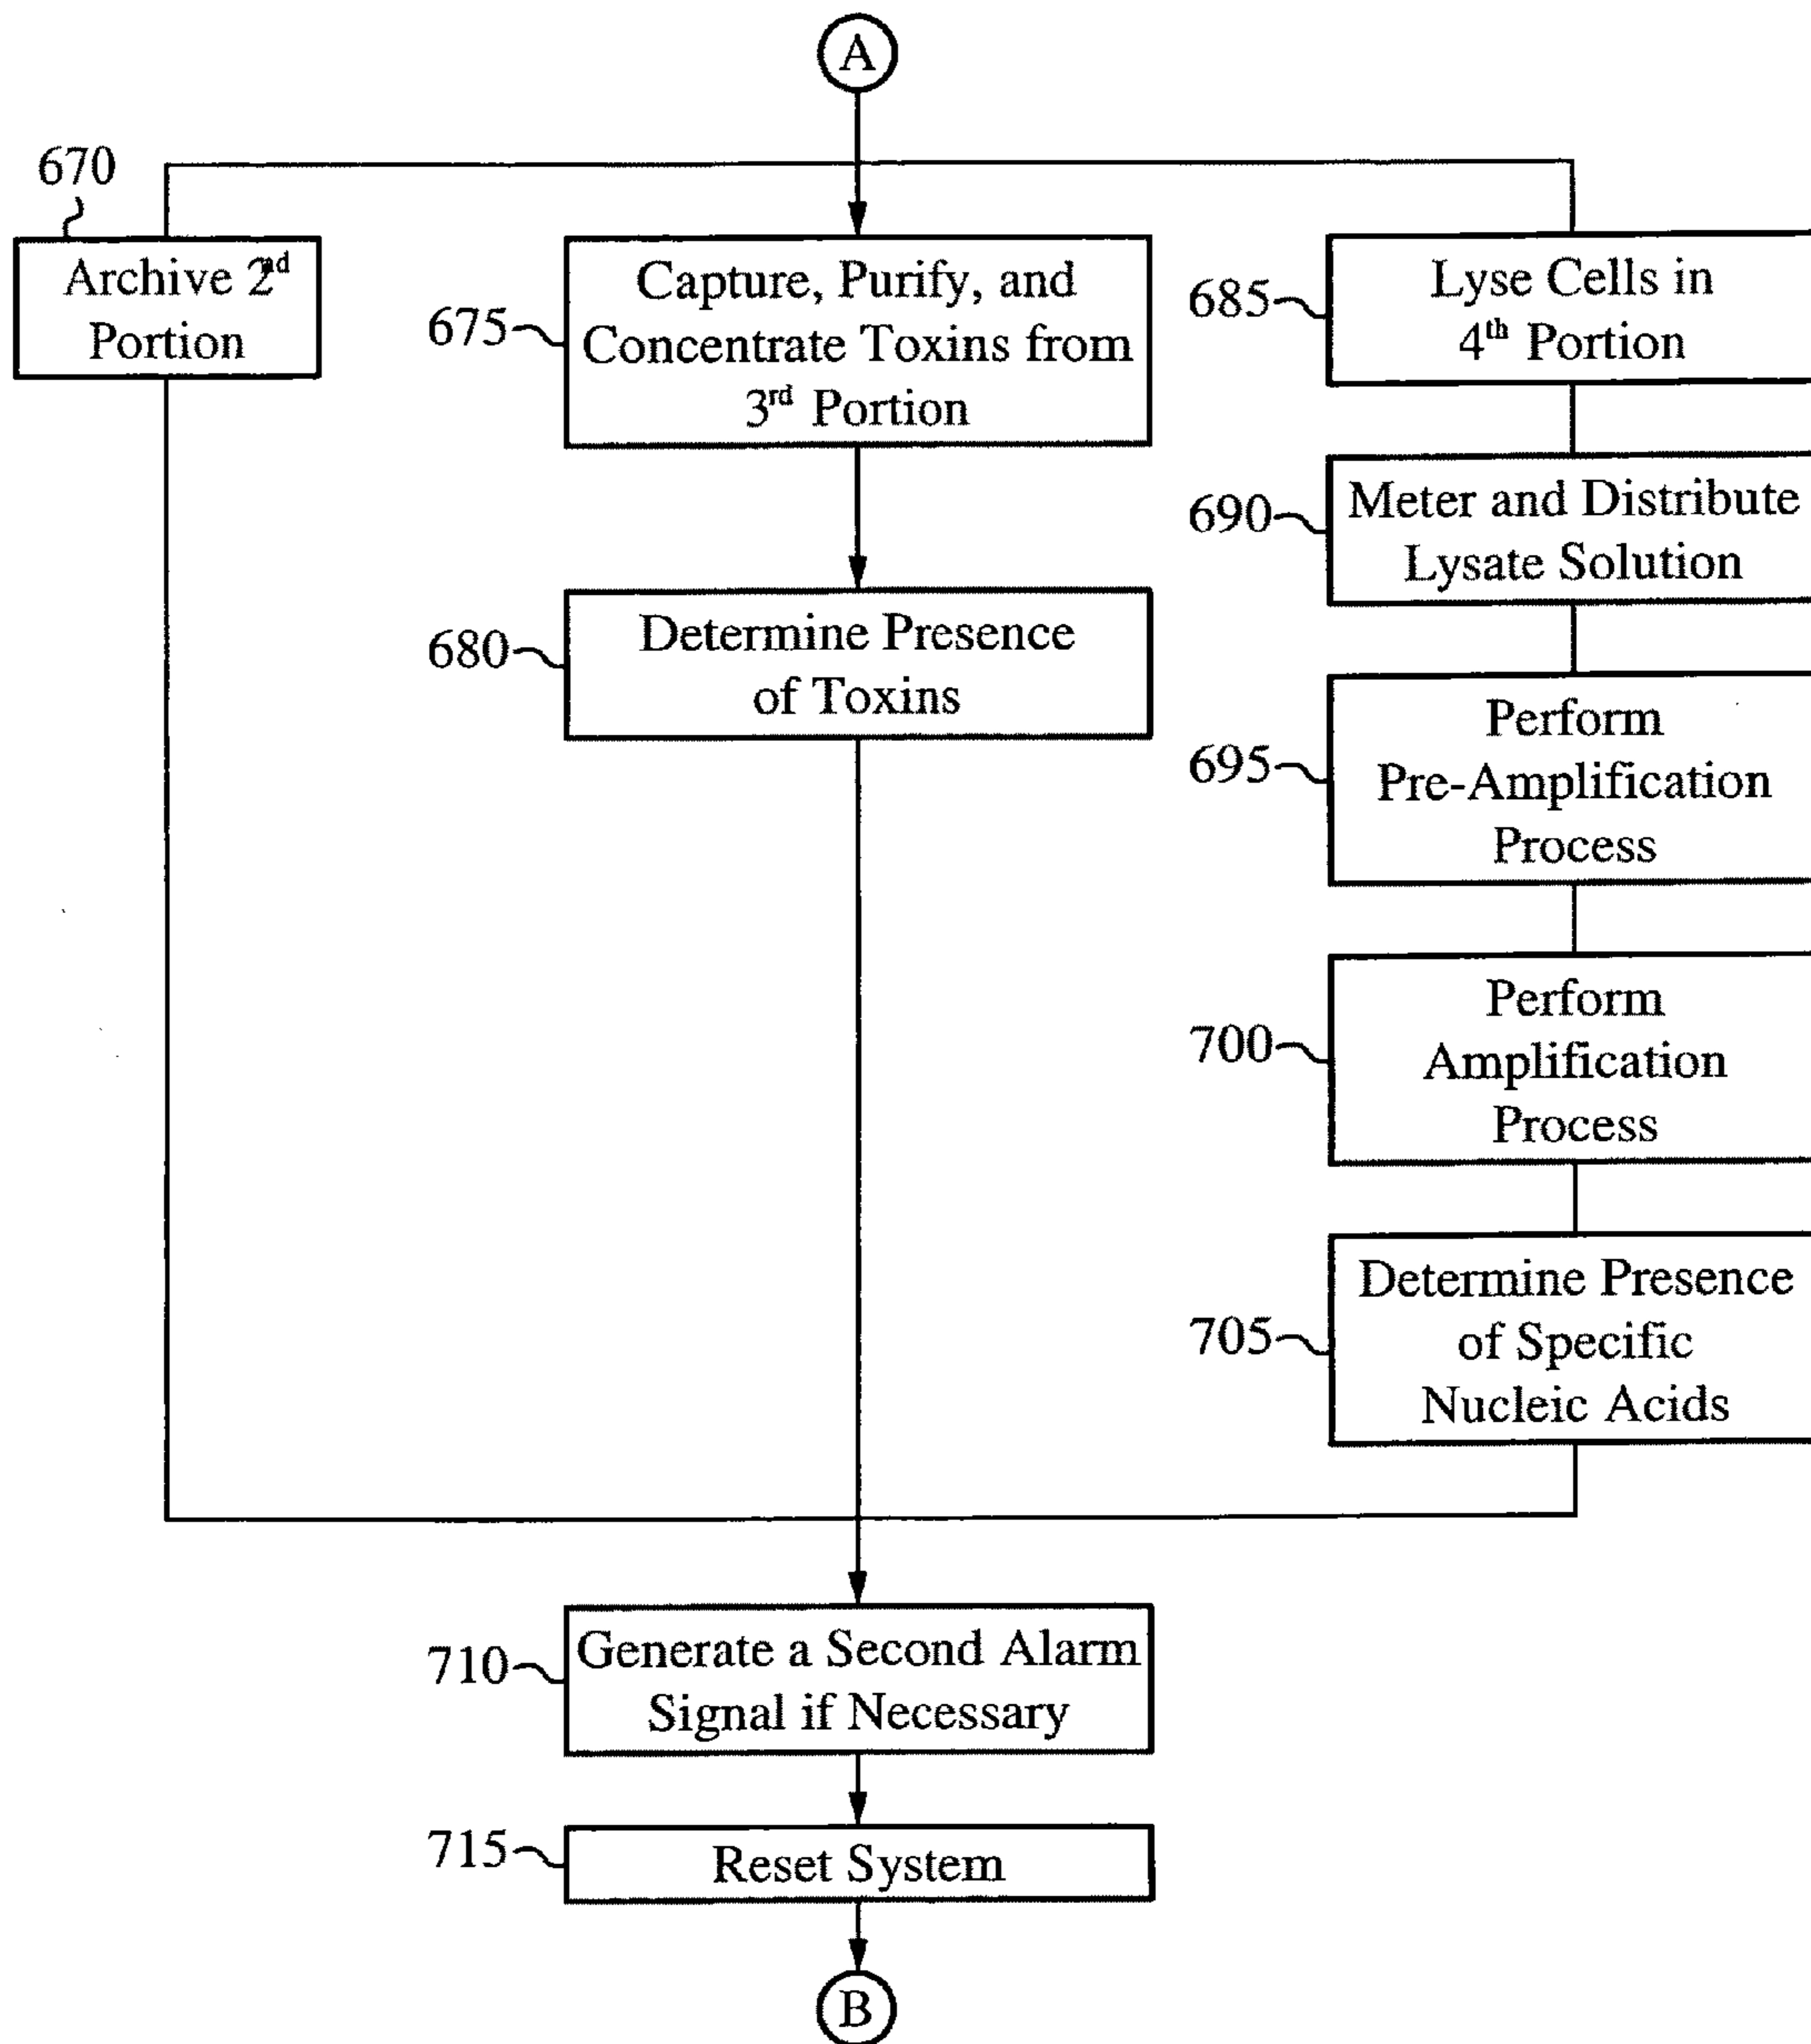 A
670
Archive 2nd
Portion
675
Capture, Purify, and
Concentrate Toxins from
3rd Portion
680
Determine Presence
of Toxins
685
Lyse Cells in
4th Portion
690
Meter and Distribute
Lysate Solution
695
Perform
Pre-Amplification
Process
700
Perform
Amplification
Process
705
Determine Presence
of Specific
Nucleic Acids
710
Generate a Second Alarm
Signal if Necessary
715
Reset System
B